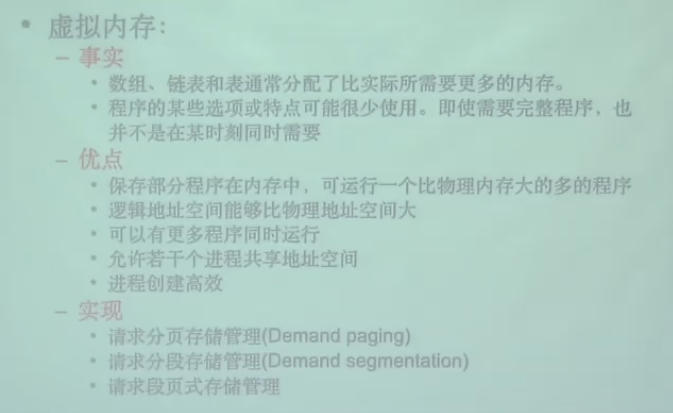 • 虚拟内存：
– 事实
• 数组、链表和表通常分配了比实际所需要更多的内存。
• 程序的某些选项或特点可能很少使用。即使需要完整程序，也
并不是在某时刻同时需要
– 优点
• 保存部分程序在内存中，可运行一个比物理内存大的多的程序
• 逻辑地址空间能够比物理地址空间大
• 可以有更多程序同时运行
• 允许若干个进程共享地址空间
• 进程创建高效
– 实现
• 请求分页存储管理(Demand paging)
• 请求分段存储管理(Demand segmentation)
• 请求段页式存储管理